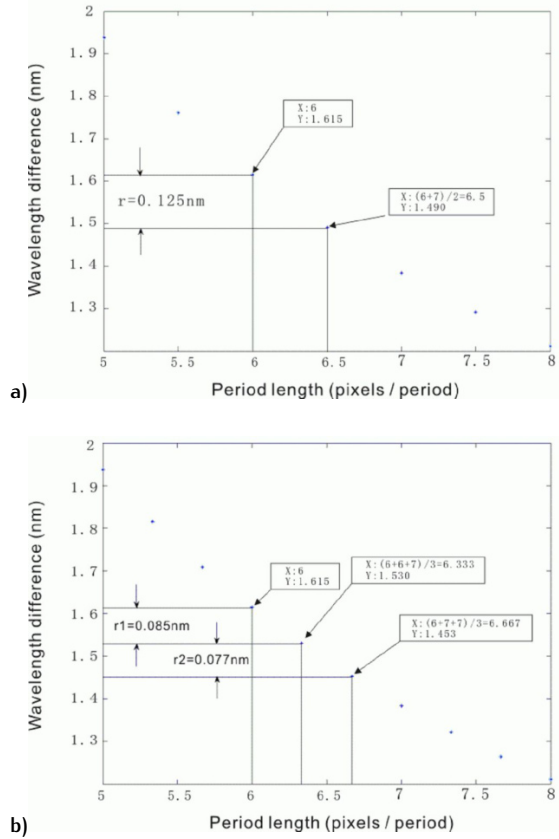 2
1.9
1.8
1.7
1.6
1.5
1.4
1.3
Wavelength difference (nm)
X:6
Y:1.615
r=0.125nm
X:(6+7)/2=6.5
Y:1.490
5
5.5
6
6.5
7
7.5
8
Period length (pixels / period)
a)
2
1.9
1.8
1.7
1.6
1.5
1.4
1.3
Wavelength difference (nm)
X:6
Y:1.615
X:(6+6+7)/3=6.333
Y:1.530
r1=0.085nm
r2=0.077nm
X:(6+7+7)/3=6.667
Y:1.453
5
5.5
6
6.5
7
7.5
8
Period length (pixels / period)
b)